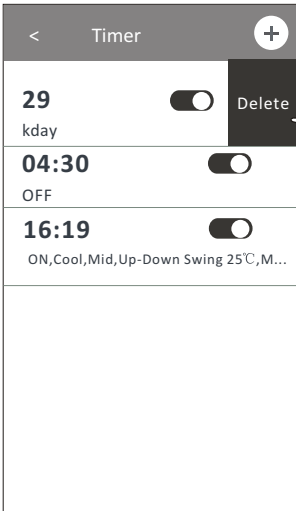 < Timer +
29 Delete
kday
04:30
OFF
16:19
ON,Cool,Mid,Up-Down Swing 25℃,M...